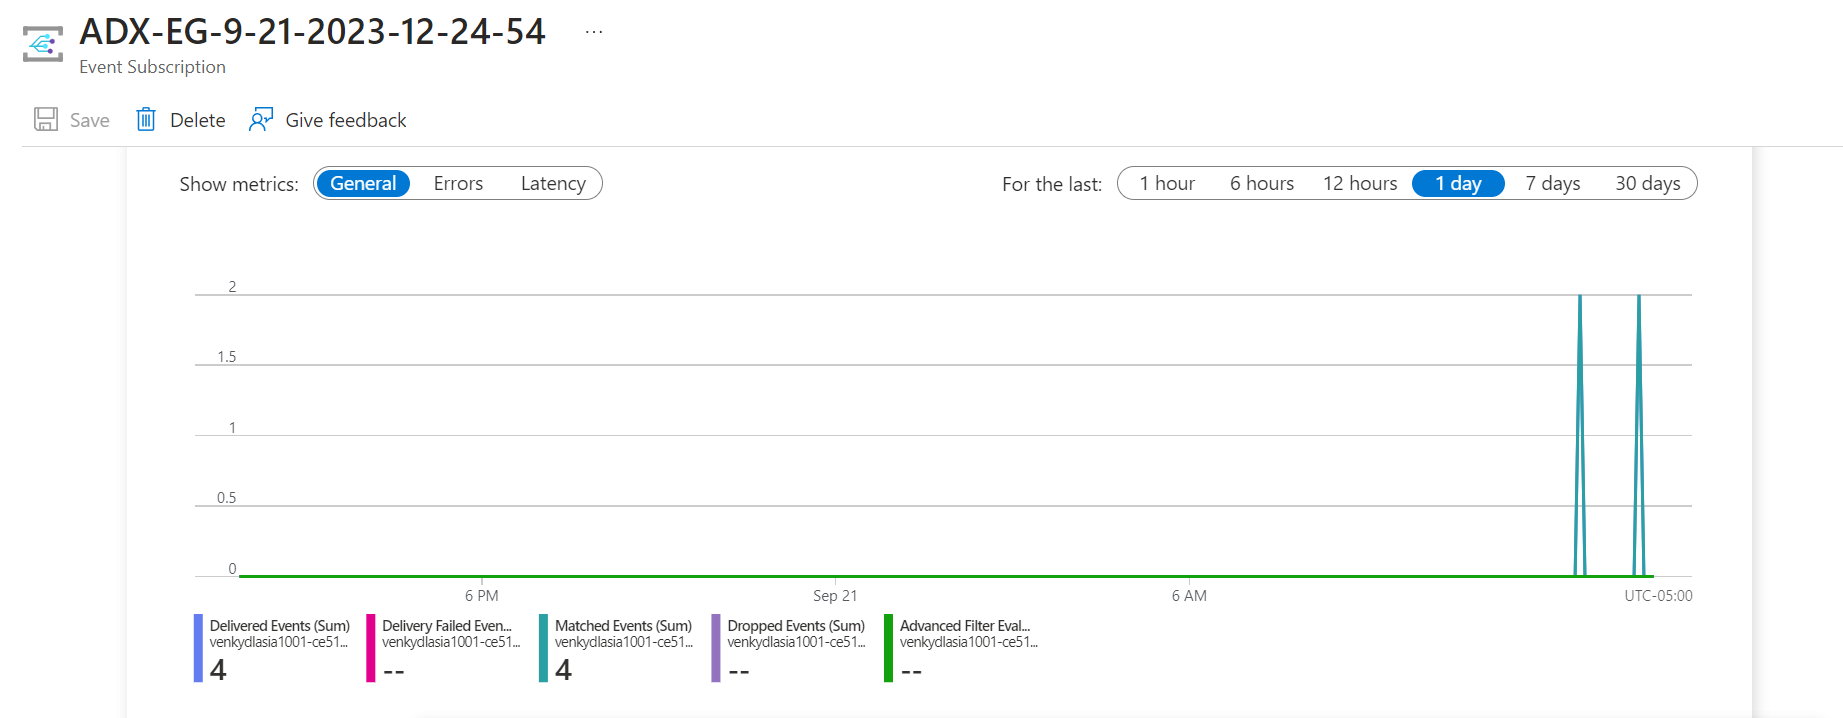 ADX-EG-9-21-2023-12-24-54 ...
Event Subscription
Save Delete Give feedback
Show metrics: General Errors Latency For the last: 1 hour 6 hours 12 hours 1 day 7 days 30 days
2
1.5
1
0.5
0
6 PM Sep 21 6 AM UTC-05:00
Delivered Events (Sum) Delivery Failed Even... Matched Events (Sum) Dropped Events (Sum) Advanced Filter Eval...
venkydlasia1001-ce51... venkydlasia1001-ce51... venkydlasia1001-ce51... venkydlasia1001-ce51... venkydlasia1001-ce51...
4 -- 4 -- --